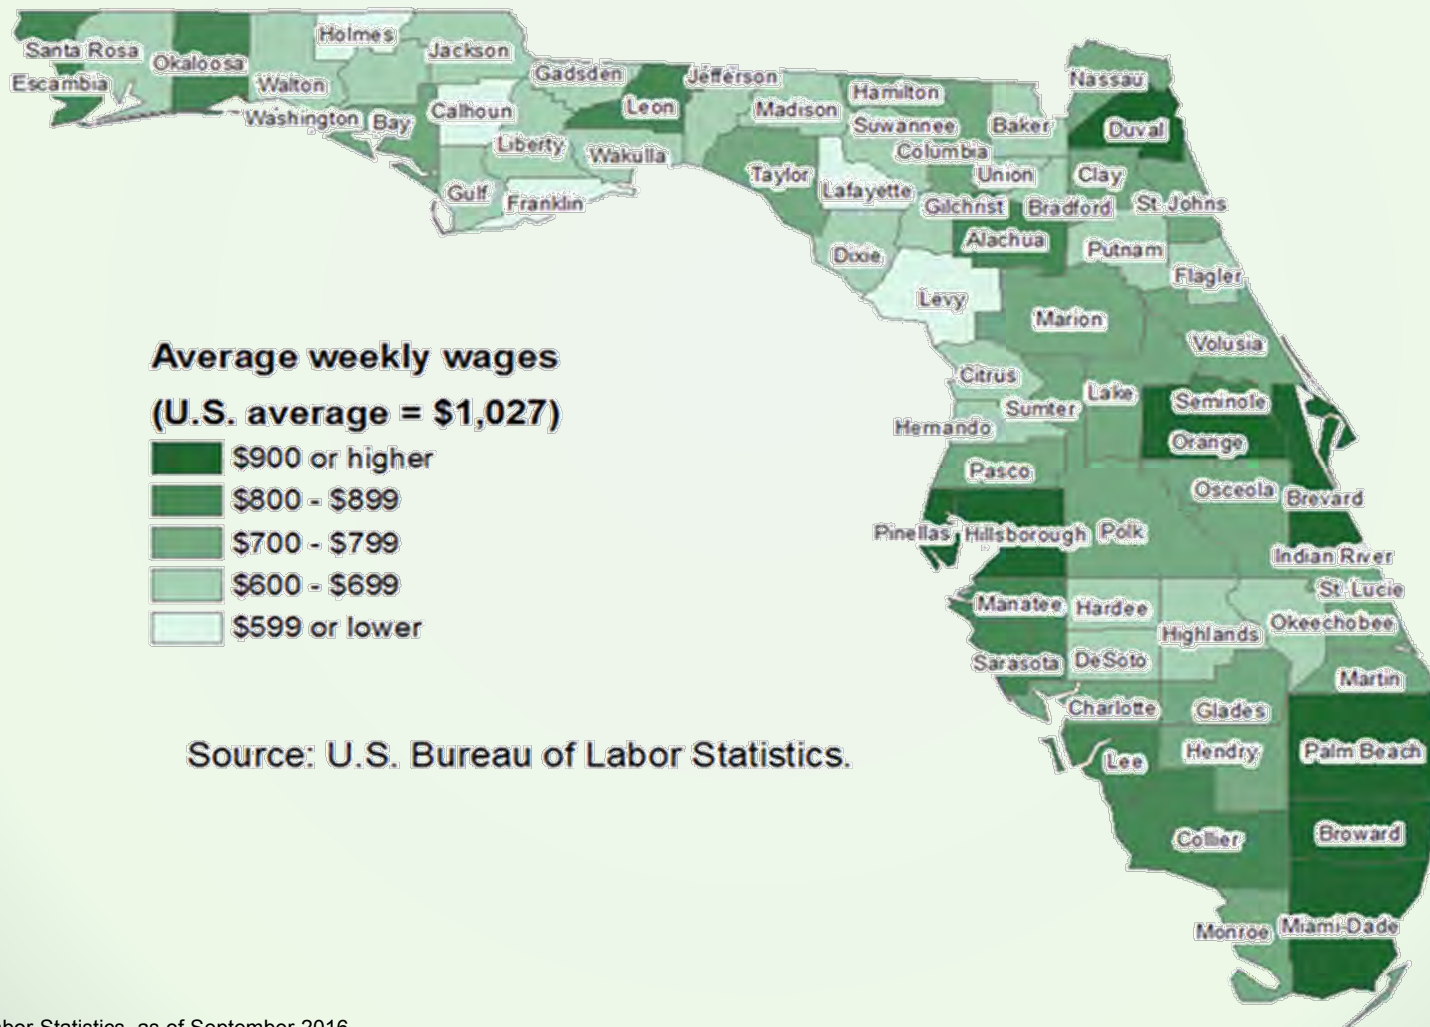 Holmes
Santa Rosa
Okaloosa
Jackson
Escambia
Walton
Gadsden
Jefferson
Nassau
Washington
Bay
Calhoun
Leon
Madison
Hamilton
Suwannee
Baker
Duval
Liberty
Wakulla
Columbia
Taylor
Lafayette
Union
Clay
Gulf
Franklin
Gilchrist
Bradford
St. Johns
Alachua
Dixie
Putnam
Flagler
Levy
Marion
Volusia
Average weekly wages
(U.S. average = $1,027)
$900 or higher
$800 - $899
$700 - $799
$600 - $699
$599 or lower
Citrus
Lake
Sumter
Seminole
Hernando
Orange
Pasco
Osceola
Brevard
Pinellas
Hillsborough
Polk
Indian River
St. Lucie
Manatee
Hardee
Highlands
Okeechobee
Sarasota
DeSoto
Martin
Charlotte
Glades
Lee
Hendry
Palm Beach
Collier
Broward
Monroe
Miami-Dade
Source: U.S. Bureau of Labor Statistics.
Statistics, as of September 2016